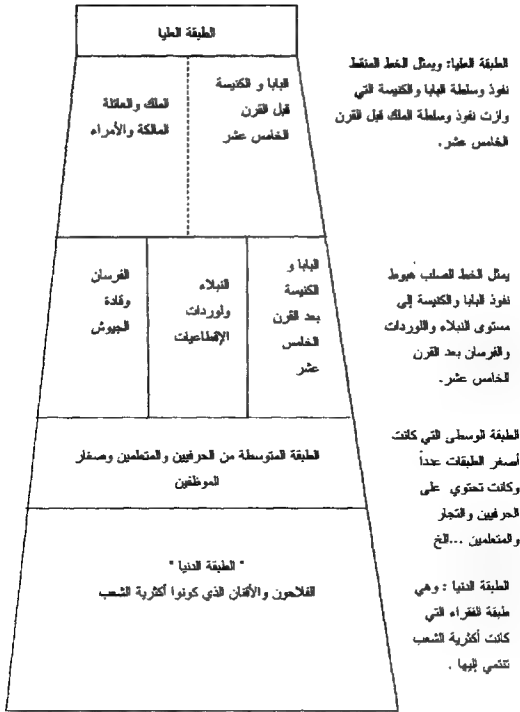 الطبقة العليا
البابا و الكنيسة
قبل القرن
الخامس عشر
الملك والعائلة
المالكة والأمراء
الطبقة العليا: ويمثل الخط المنقط
نفوذ وسلطة البابا والكنيسة التي
وازت نفوذ وسلطة الملك قبل القرن
الخامس عشر .
البابا و
الكنيسة
بعد القرن
الخامس
عشر
النبلاء
ولوردات
الإقطاعيات
الفرسان
وقادة
الجيوش
يمثل الخط الصلب هبوط
نفوذ البابا والكنيسة إلى
مستوى النبلاء واللوردات
والفرسان بعد القرن
الخامس عشر .
الطبقة المتوسطة من الحرفيين والمتعلمين وصغار
الموظفين
الطبقة الوسطى التي كانت
أصغر الطبقات عدداً
وكانت تحتوي على
الحرفيين والتجار
والمتعلمين ...الخ
" الطبقة الدنيا "
الفلاحون والأقنان الذي كونوا أكثرية الشعب
الطبقة الدنيا : وهي
طبقة الفقراء التي
كانت أكثرية الشعب
تنتمي إليها .